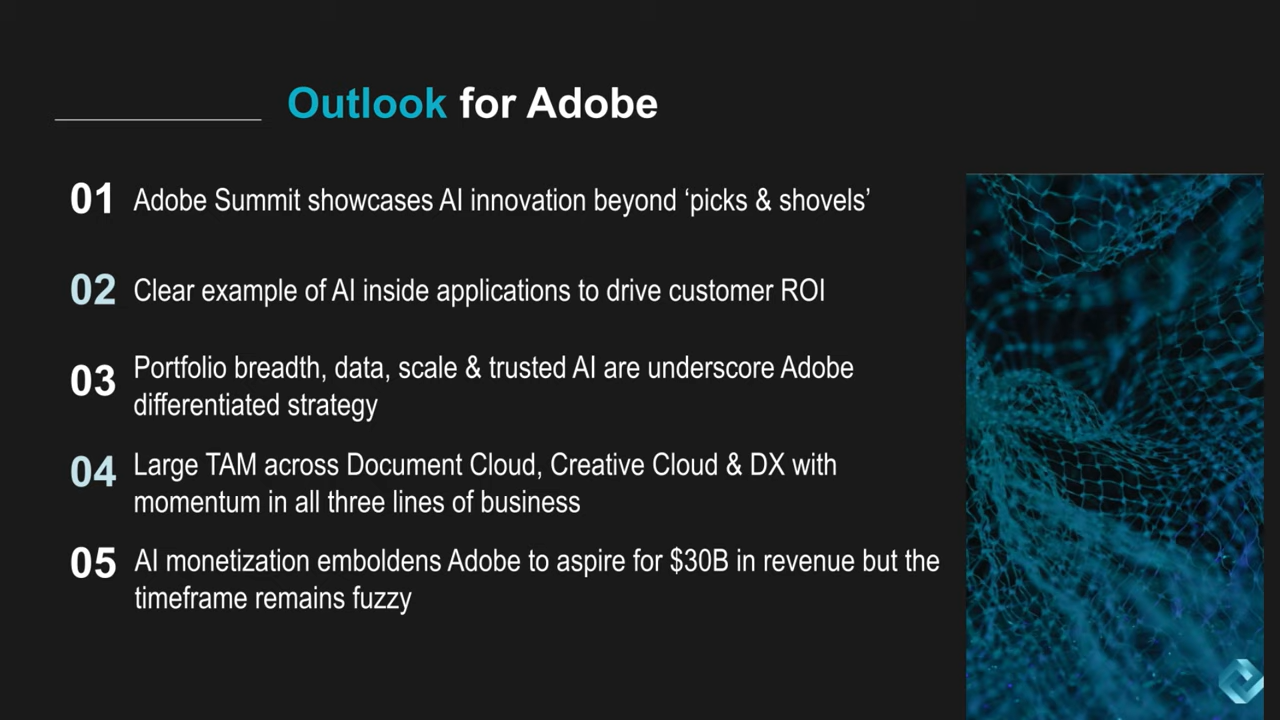 Outlook for Adobe
01 Adobe Summit showcases AI innovation beyond ‘picks & shovels’
02 Clear example of AI inside applications to drive customer ROI
03 Portfolio breadth, data, scale & trusted AI are underscore Adobe
differentiated strategy
04 Large TAM across Document Cloud, Creative Cloud & DX with
momentum in all three lines of business
05 AI monetization emboldens Adobe to aspire for $30B in revenue but the
timeframe remains fuzzy